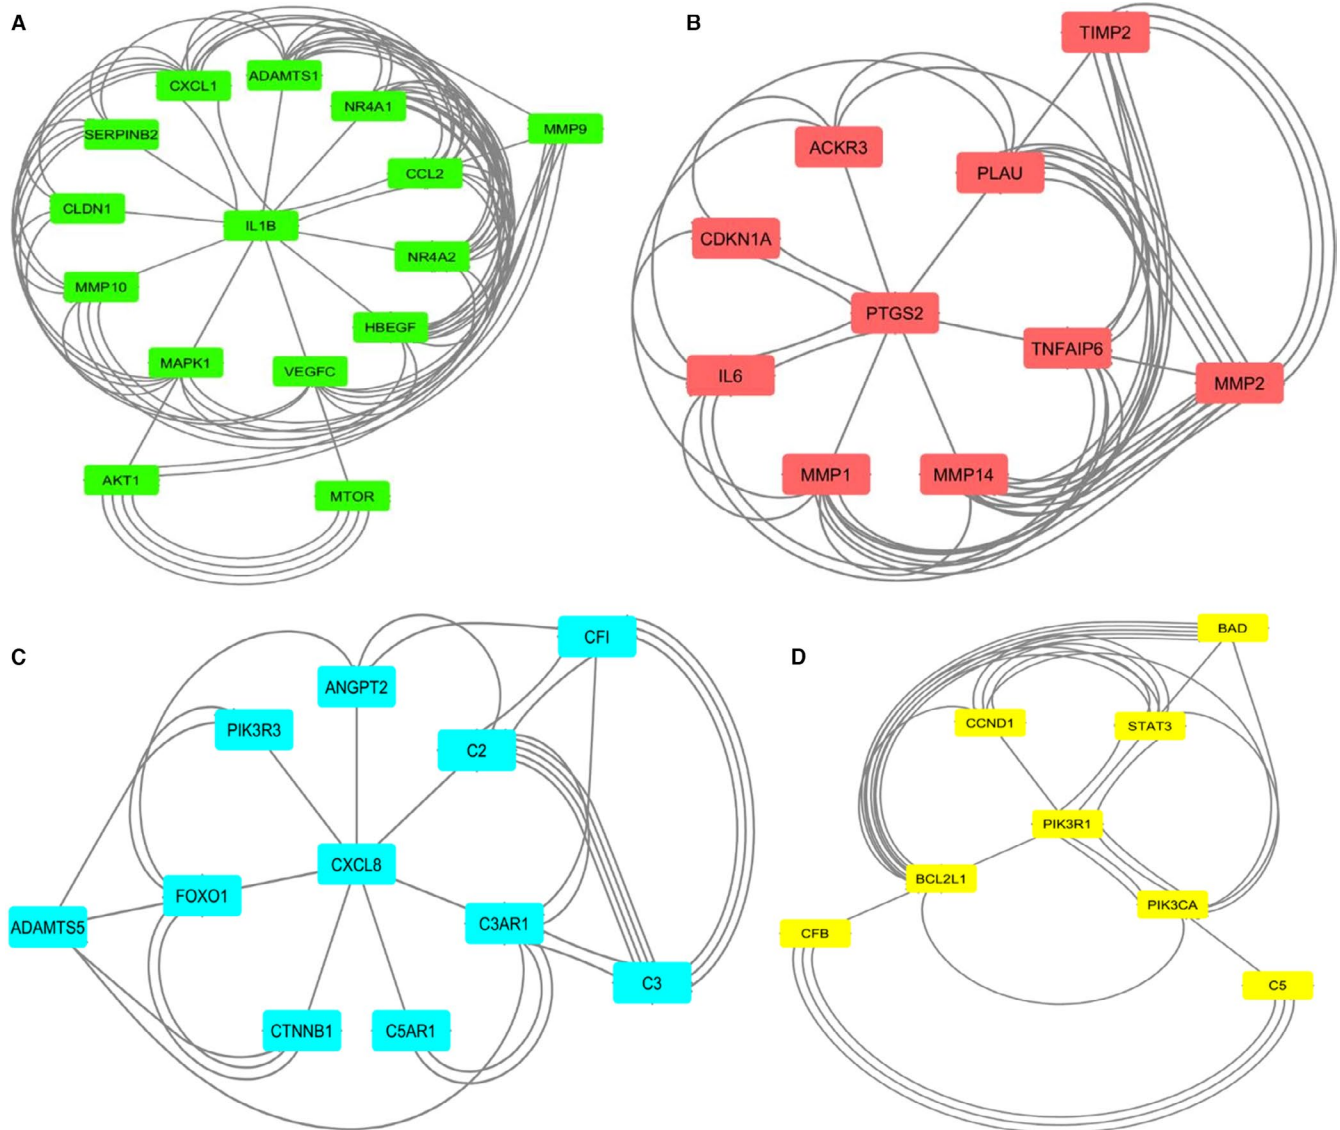 A
CXCL1
ADAMTS1
NR4A1
MMP9
SERPINB2
CCL2
CLDN1
IL1B
NR4A2
MMP10
HBEGF
MAPK1
VEGFC
AKT1
MTOR
B
TIMP2
ACKR3
PLAU
CDKN1A
PTGS2
TNFAIP6
IL6
MMP2
MMP1
MMP14
C
CFI
ANGPT2
PIK3R3
C2
CXCL8
FOXO1
ADAMTS5
C3AR1
C3
CTNNB1
C5AR1
D
BAD
CCND1
STAT3
PIK3R1
BCL2L1
PIK3CA
CFB
C5